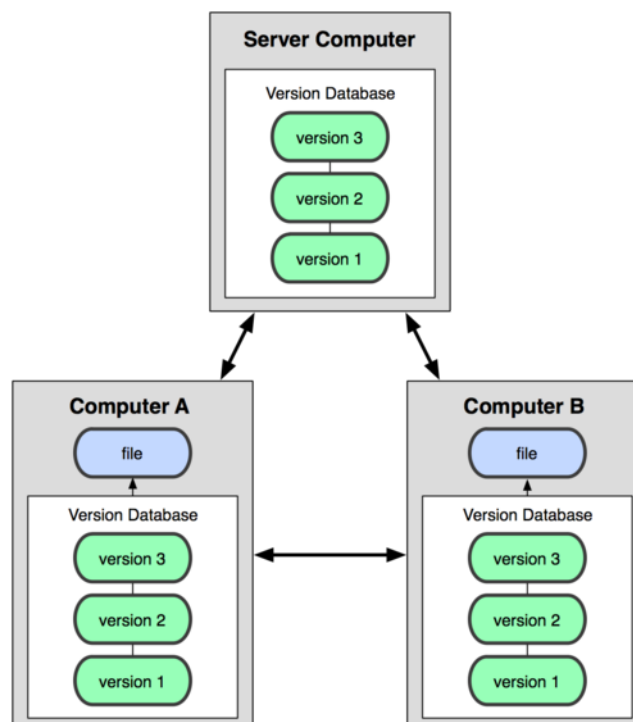 Server Computer
Version Database
version 3
version 2
version 1
Computer A
file
Version Database
version 3
version 2
version 1
Computer B
file
Version Database
version 3
version 2
version 1